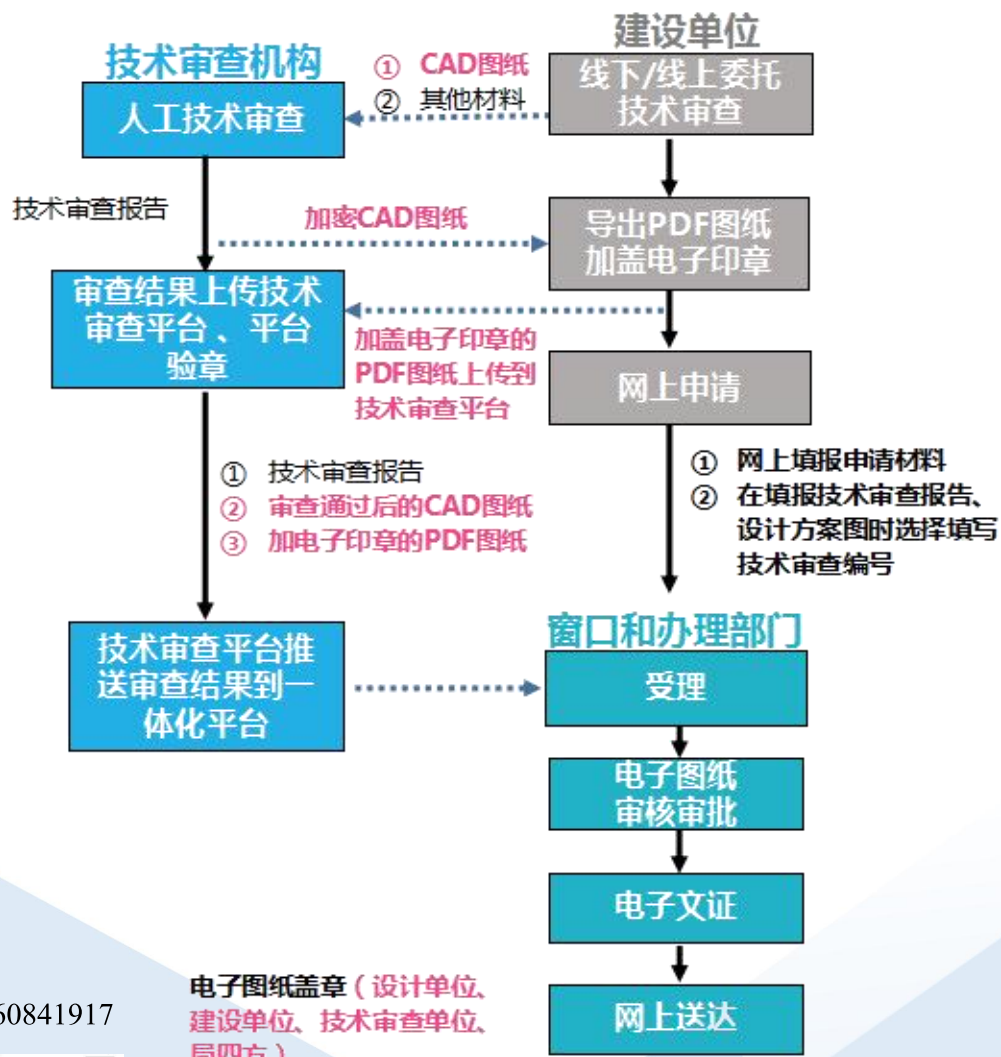 建设单位
技术审查机构
① CAD图纸
② 其他材料
线下/线上委托
技术审查
人工技术审查
技术审查报告
加密CAD图纸
导出PDF图纸
加盖电子印章
审查结果上传技术
审查平台 、平台
验章
加盖电子印章的
PDF图纸上传到
技术审查平台
网上申请
① 技术审查报告
② 审查通过后的CAD图纸
③ 加电子印章的PDF图纸
① 网上填报申请材料
② 在填报技术审查报告、
设计方案图时选择填写
技术审查编号
窗口和办理部门
技术审查平台推
送审查结果到一
体化平台
受理
电子图纸
审核审批
电子文证
网上送达
电子图纸盖章（设计单位、
建设单位、技术审查单位、
局四方）
60841917